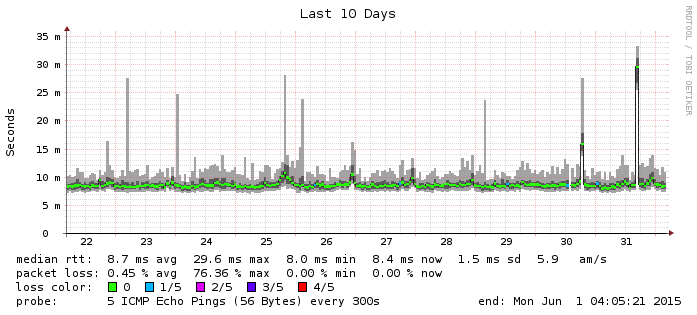 Last 10 Days
RRDTOOL / TOBI OETIKER
Seconds
35 m
30 m
25 m
20 m
15 m
10 m
5 m
0
22 23 24 25 26 27 28 29 30 31
median rtt: 8.7 ms avg 29.6 ms max 8.0 ms min 8.4 ms now 1.5 ms sd 5.9 am/s
packet loss: 0.45 % avg 76.36 % max 0.00 % min 0.00 % now
loss color: 0 1/5 2/5 3/5 4/5
probe: 5 ICMP Echo Pings (56 Bytes) every 300s end: Mon Jun 1 04:05:21 2015